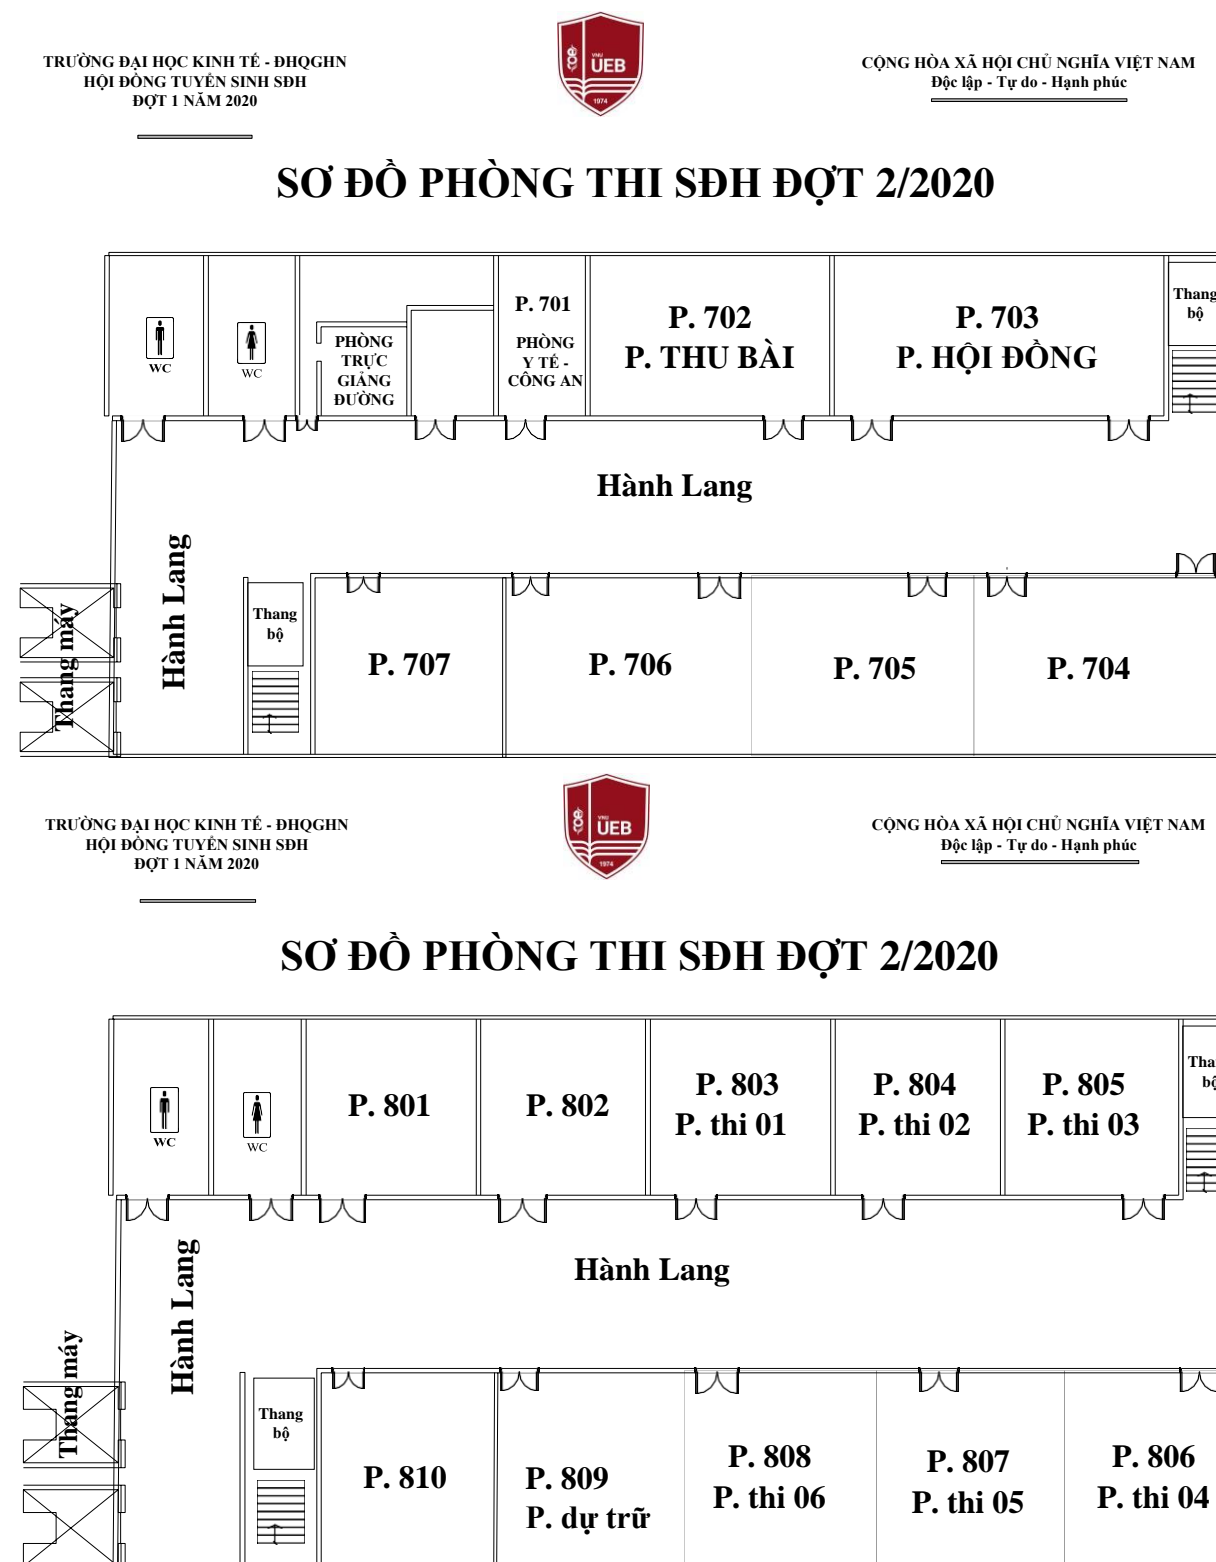 TRƯỜNG ĐẠI HỌC KINH TẾ - ĐHQGHN
HỘI ĐỒNG TUYỂN SINH SĐH
ĐỢT 1 NĂM 2020
VNU
UEB
1974
CỘNG HÒA XÃ HỘI CHỦ NGHĨA VIỆT NAM
Độc lập - Tự do - Hạnh phúc
SƠ ĐỒ PHÒNG THI SĐH ĐỢT 2/2020
WC
WC
PHÒNG
TRỰC
GIẢNG
ĐƯỜNG
P. 701
PHÒNG
Y TẾ -
CÔNG AN
P. 702
P. THU BÀI
P. 703
P. HỘI ĐỒNG
Thang
bộ
Hành Lang
Hành Lang
Thang máy
Thang
bộ
P. 707
P. 706
P. 705
P. 704
TRƯỜNG ĐẠI HỌC KINH TẾ - ĐHQGHN
HỘI ĐỒNG TUYỂN SINH SĐH
ĐỢT 1 NĂM 2020
VNU
UEB
1974
CỘNG HÒA XÃ HỘI CHỦ NGHĨA VIỆT NAM
Độc lập - Tự do - Hạnh phúc
SƠ ĐỒ PHÒNG THI SĐH ĐỢT 2/2020
WC
WC
P. 801
P. 802
P. 803
P. thi 01
P. 804
P. thi 02
P. 805
P. thi 03
Than
bộ
Hành Lang
Hành Lang
Thang máy
Thang
bộ
P. 810
P. 809
P. dự trữ
P. 808
P. thi 06
P. 807
P. thi 05
P. 806
P. thi 04